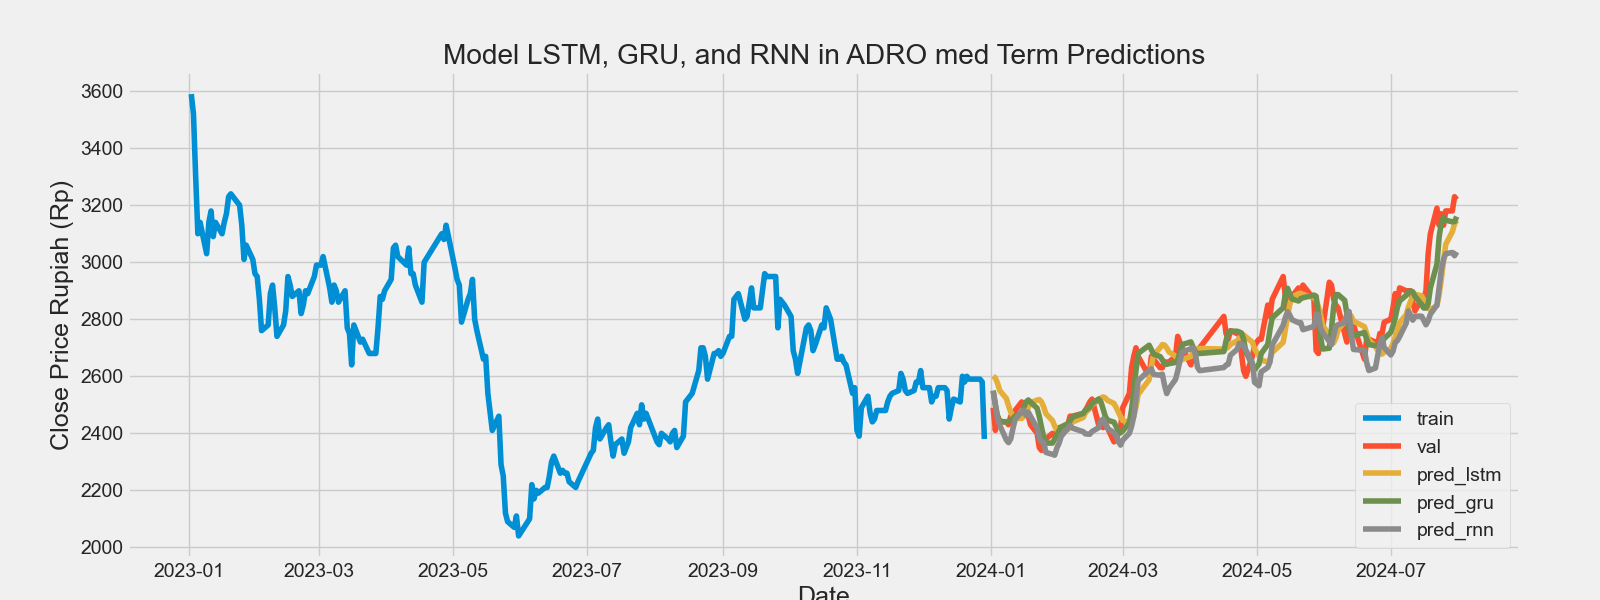 Model LSTM, GRU, and RNN in ADRO med Term Predictions
Close Price Rupiah (Rp)
3600
3400
3200
3000
2800
2600
2400
2200
2000
2023-01 2023-03 2023-05 2023-07 2023-09 2023-11 2024-01 2024-03 2024-05 2024-07
Date
train
val
pred_lstm
pred_gru
pred_rnn